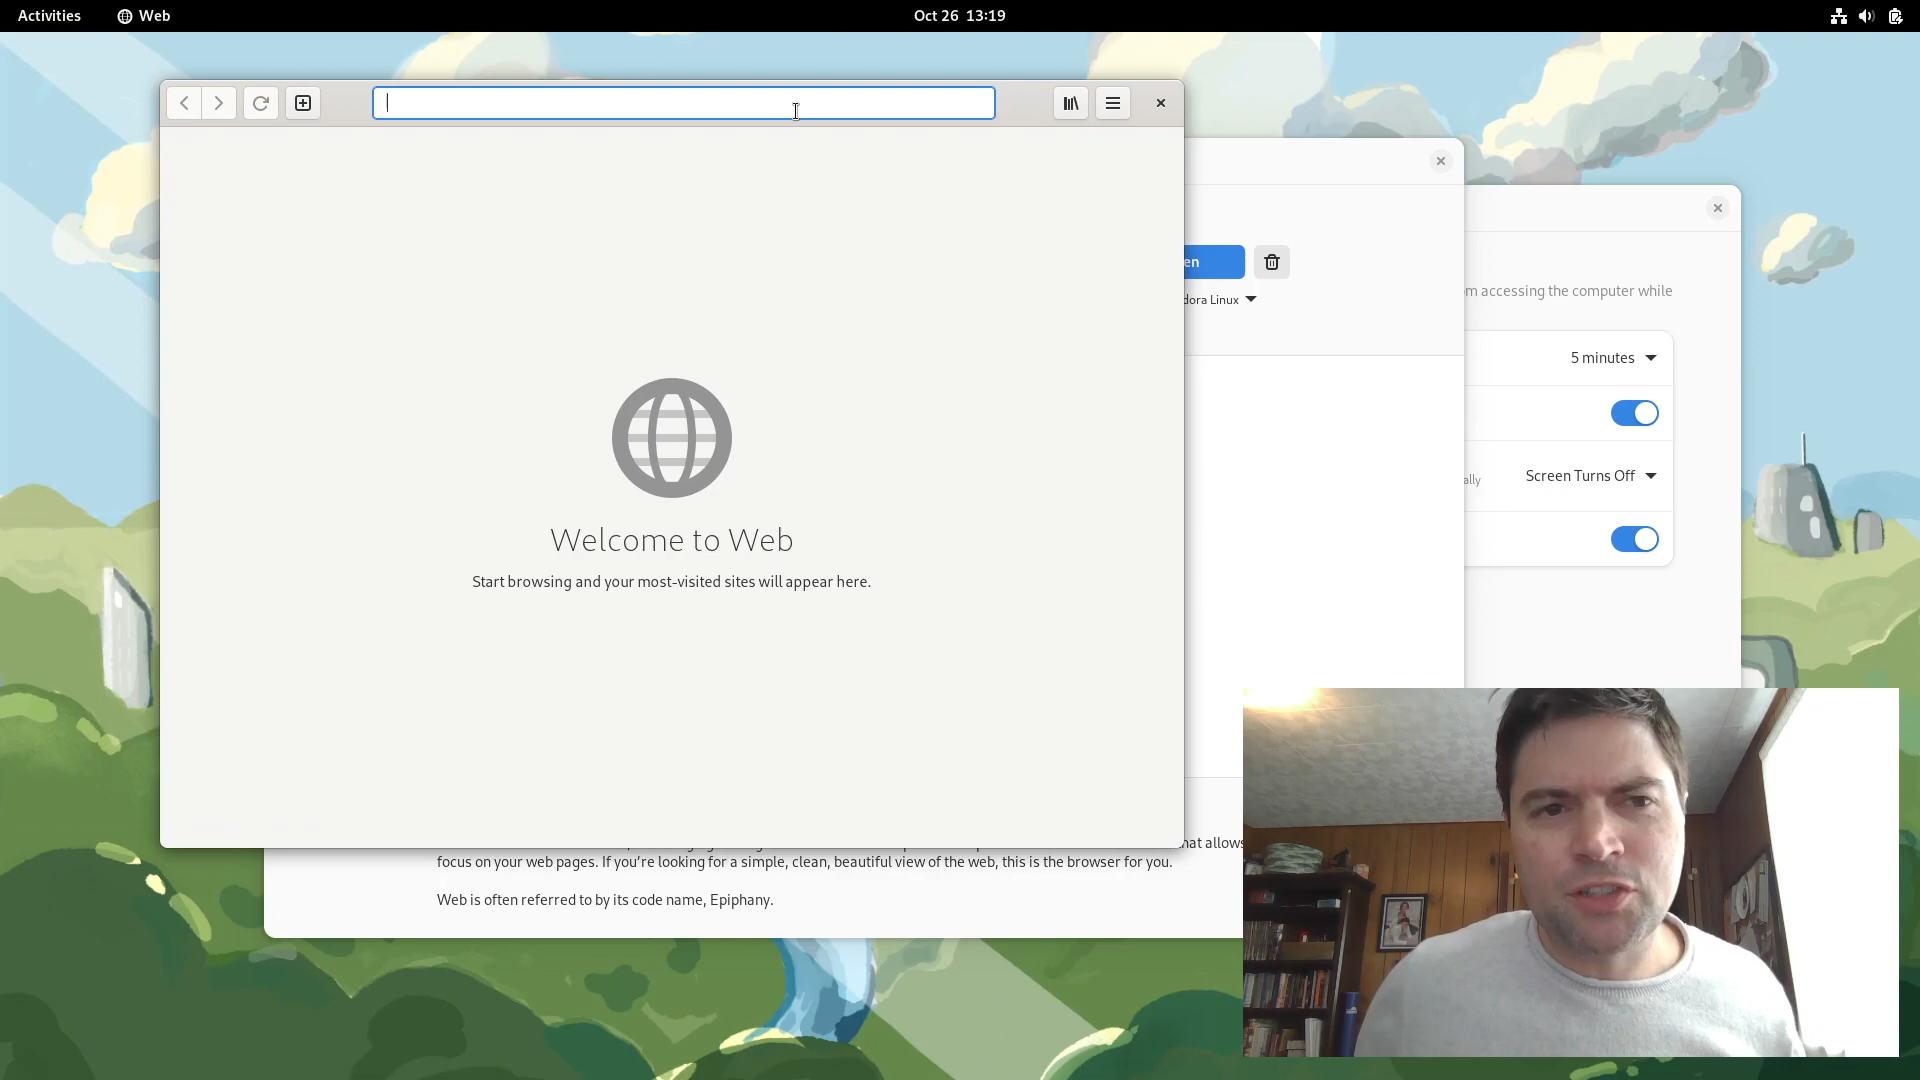 Activities
Web
Oct 26 13:19
Welcome to Web
Start browsing and your most-visited sites will appear here.
accessing the computer while
5 minutes
Screen Turns Off
Linux
that allows
focus on your web pages. If you're looking for a simple, clean, beautiful view of the web, this is the browser for you.
Web is often referred to by its code name, Epiphany.